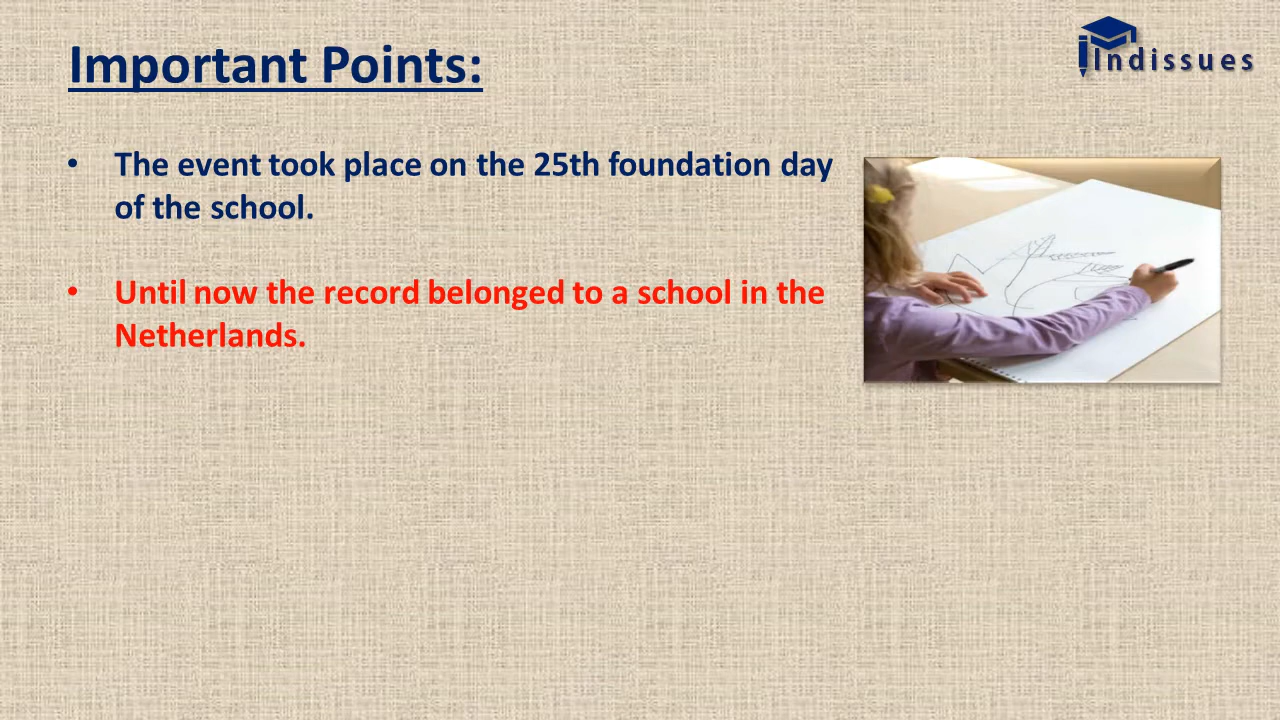 Important Points:
Indissues
• The event took place on the 25th foundation day
of the school.
• Until now the record belonged to a school in the
Netherlands.